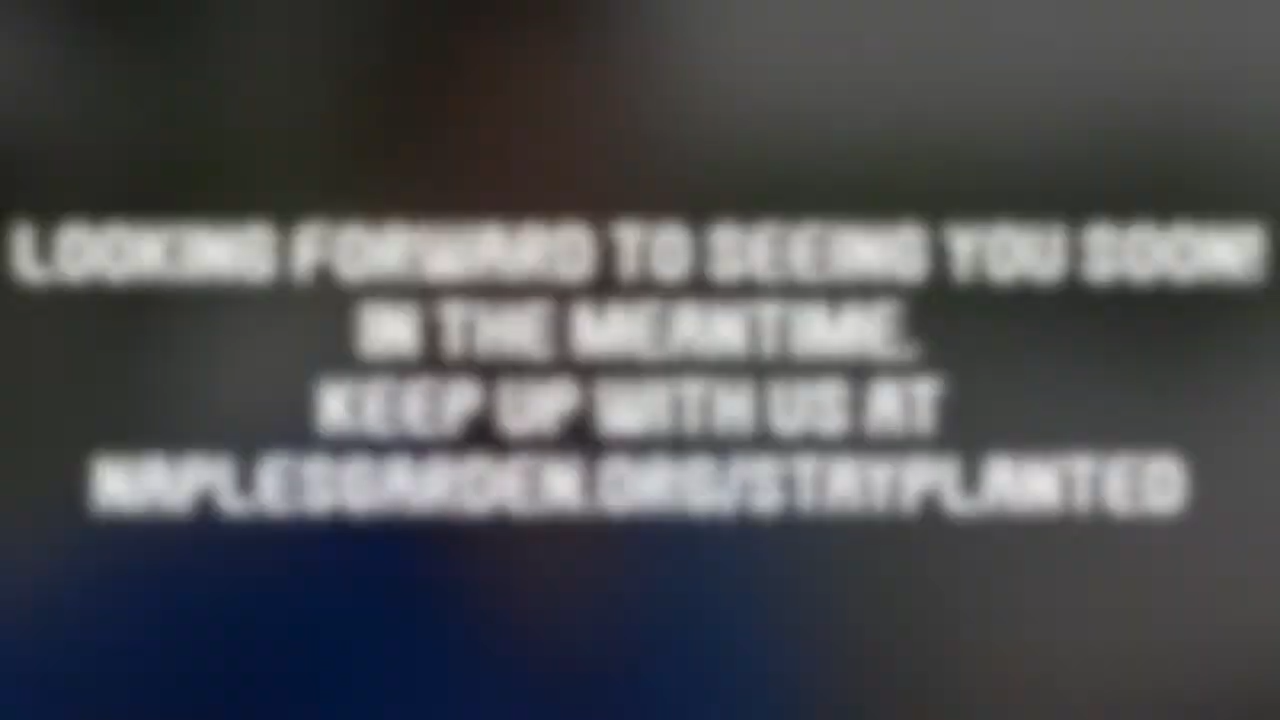 LOOKING FORWARD TO SEEING YOU SOON!
IN THE MEANTIME,
KEEP UP WITH US AT
NAPLESGARDEN.ORG/STAYPLANTED